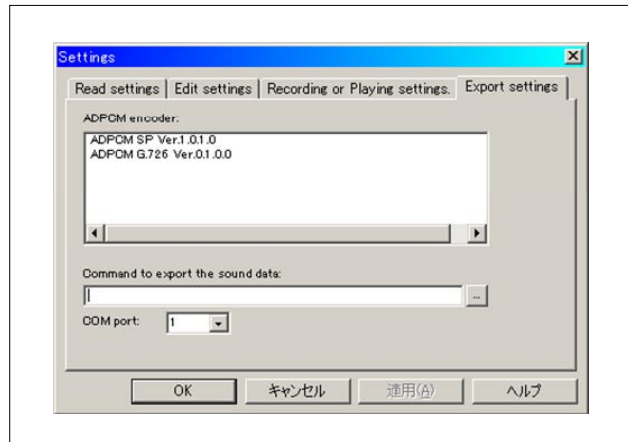 Settings
Read settings Edit settings Recording or Playing settings. Export settings
ADPCM encoder:
ADPCM SP Ver.1.0.1.0
ADPCM G.726 Ver.0.1.0.0
Command to export the sound data:
...
COM port: 1
OK キャンセル 適用(A) ヘルプ